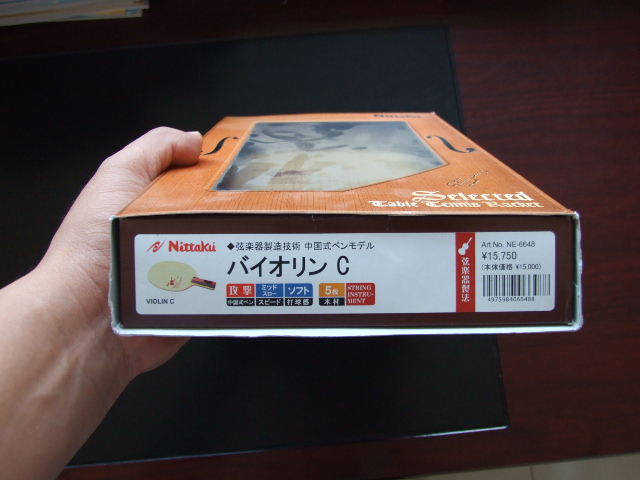 Nittaku
Selected
Table Tennis Racket
Nittaku
◆弦楽器製造技術 中国式ペンモデル
バイオリン C
VIOLIN C
攻撃
中国式ペン
ミッド
スロー
スピード
ソフト
打球感
5枚
木材
STRING
INSTRU-
MENT
弦楽器製法
Art.No. NE-6648
¥15,750
(本体価格 ¥15,000)
4975984066488